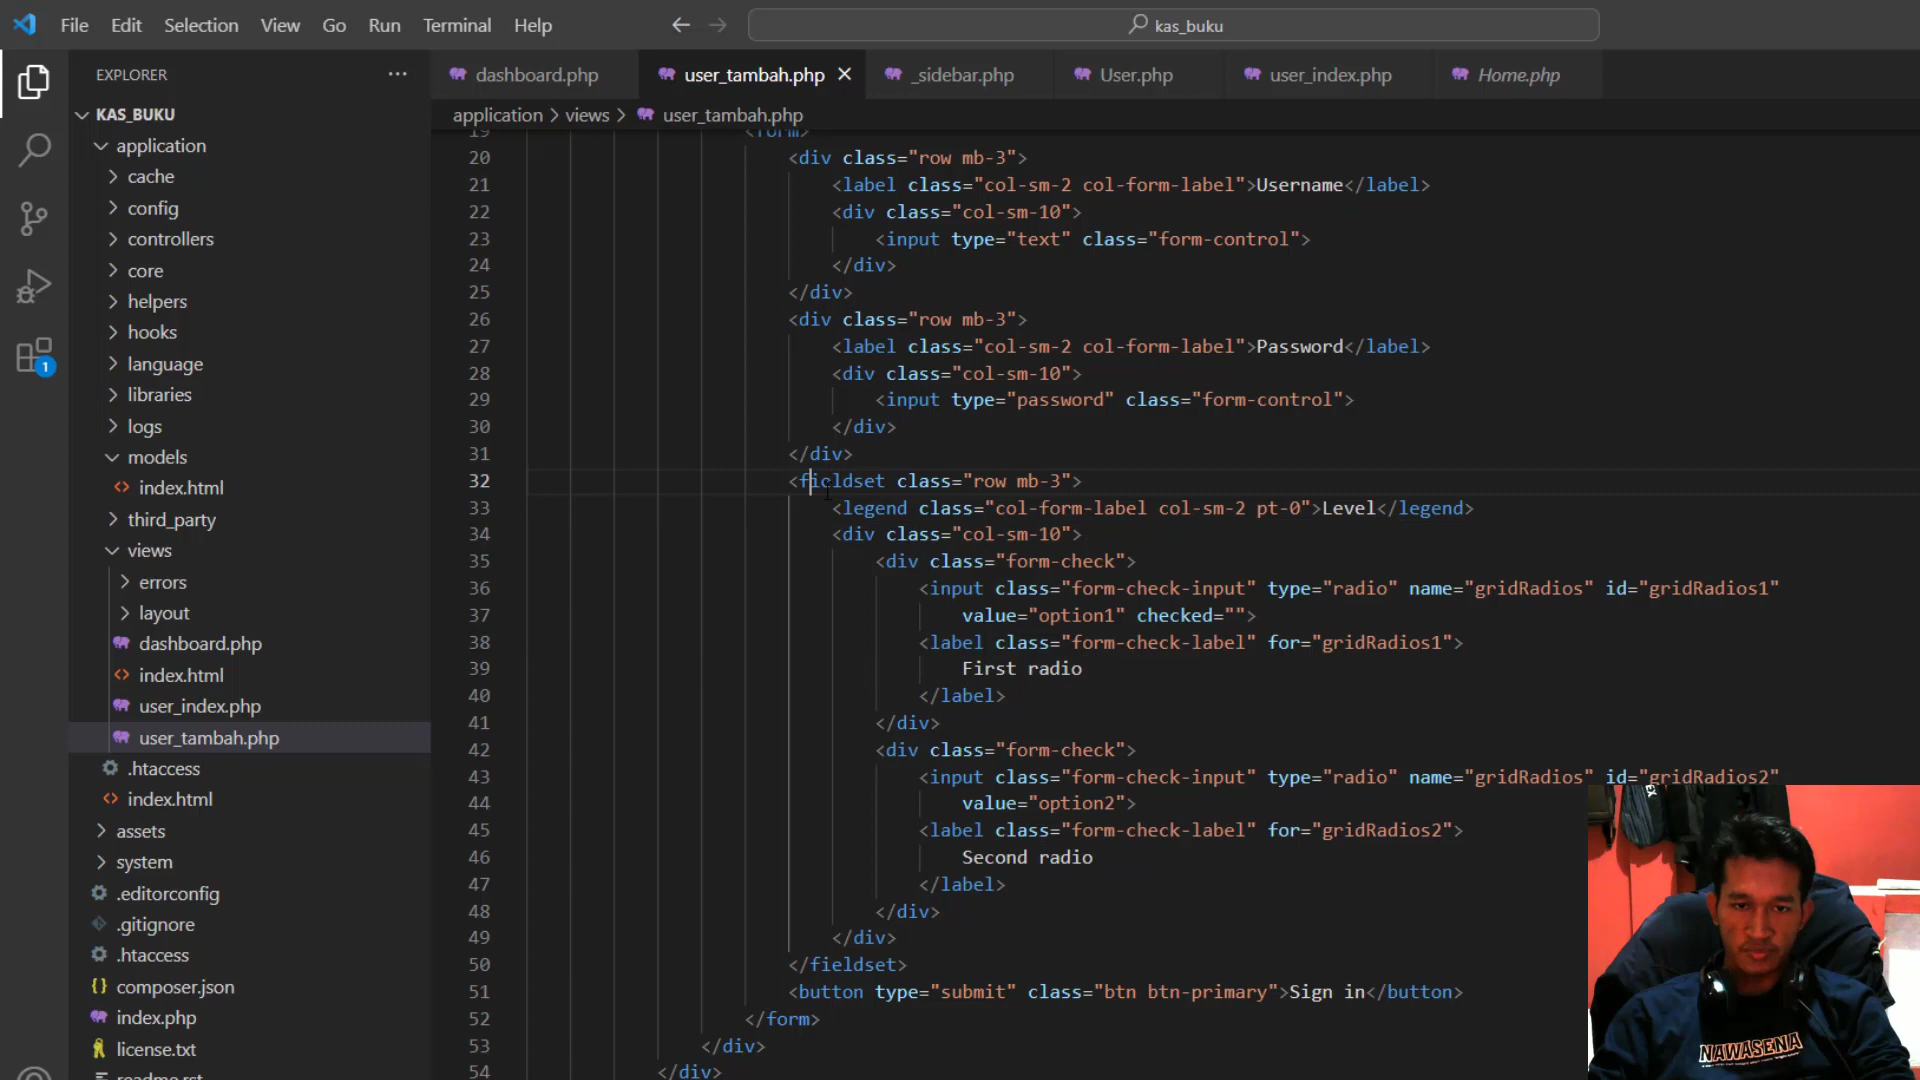 File Edit Selection View Go Run Terminal Help
kas_buku
EXPLORER
dashboard.php
user_tambah.php
_sidebar.php
User.php
user_index.php
Home.php
application > views > user_tambah.php
KAS_BUKU
application
cache
config
controllers
core
helpers
hooks
language
libraries
logs
models
index.html
third_party
views
errors
layout
dashboard.php
index.html
user_index.php
user_tambah.php
.htaccess
index.html
assets
system
.editorconfig
.gitignore
.htaccess
composer.json
index.php
license.txt
readme.rst
1
19 <form>
20 <div class="row mb-3">
21 <label class="col-sm-2 col-form-label">Username</label>
22 <div class="col-sm-10">
23 <input type="text" class="form-control">
24 </div>
25 </div>
26 <div class="row mb-3">
27 <label class="col-sm-2 col-form-label">Password</label>
28 <div class="col-sm-10">
29 <input type="password" class="form-control">
30 </div>
31 </div>
32 <fieldset class="row mb-3">
33 <legend class="col-form-label col-sm-2 pt-0">Level</legend>
34 <div class="col-sm-10">
35 <div class="form-check">
36 <input class="form-check-input" type="radio" name="gridRadios" id="gridRadios1"
37 value="option1" checked="">
38 <label class="form-check-label" for="gridRadios1">
39 First radio
40 </label>
41 </div>
42 <div class="form-check">
43 <input class="form-check-input" type="radio" name="gridRadios" id="gridRadios2"
44 value="option2">
45 <label class="form-check-label" for="gridRadios2">
46 Second radio
47 </label>
48 </div>
49 </div>
50 </fieldset>
51 <button type="submit" class="btn btn-primary">Sign in</button>
52 </form>
53 </div>
54 </div>
NAWASENA